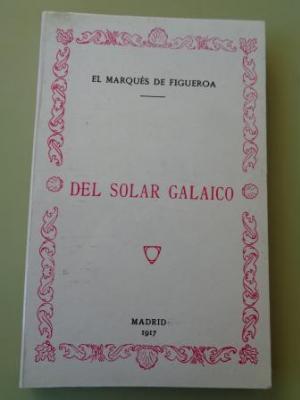 EL MARQUÉS DE FIGUEROA
DEL SOLAR GALAICO
MADRID
1917